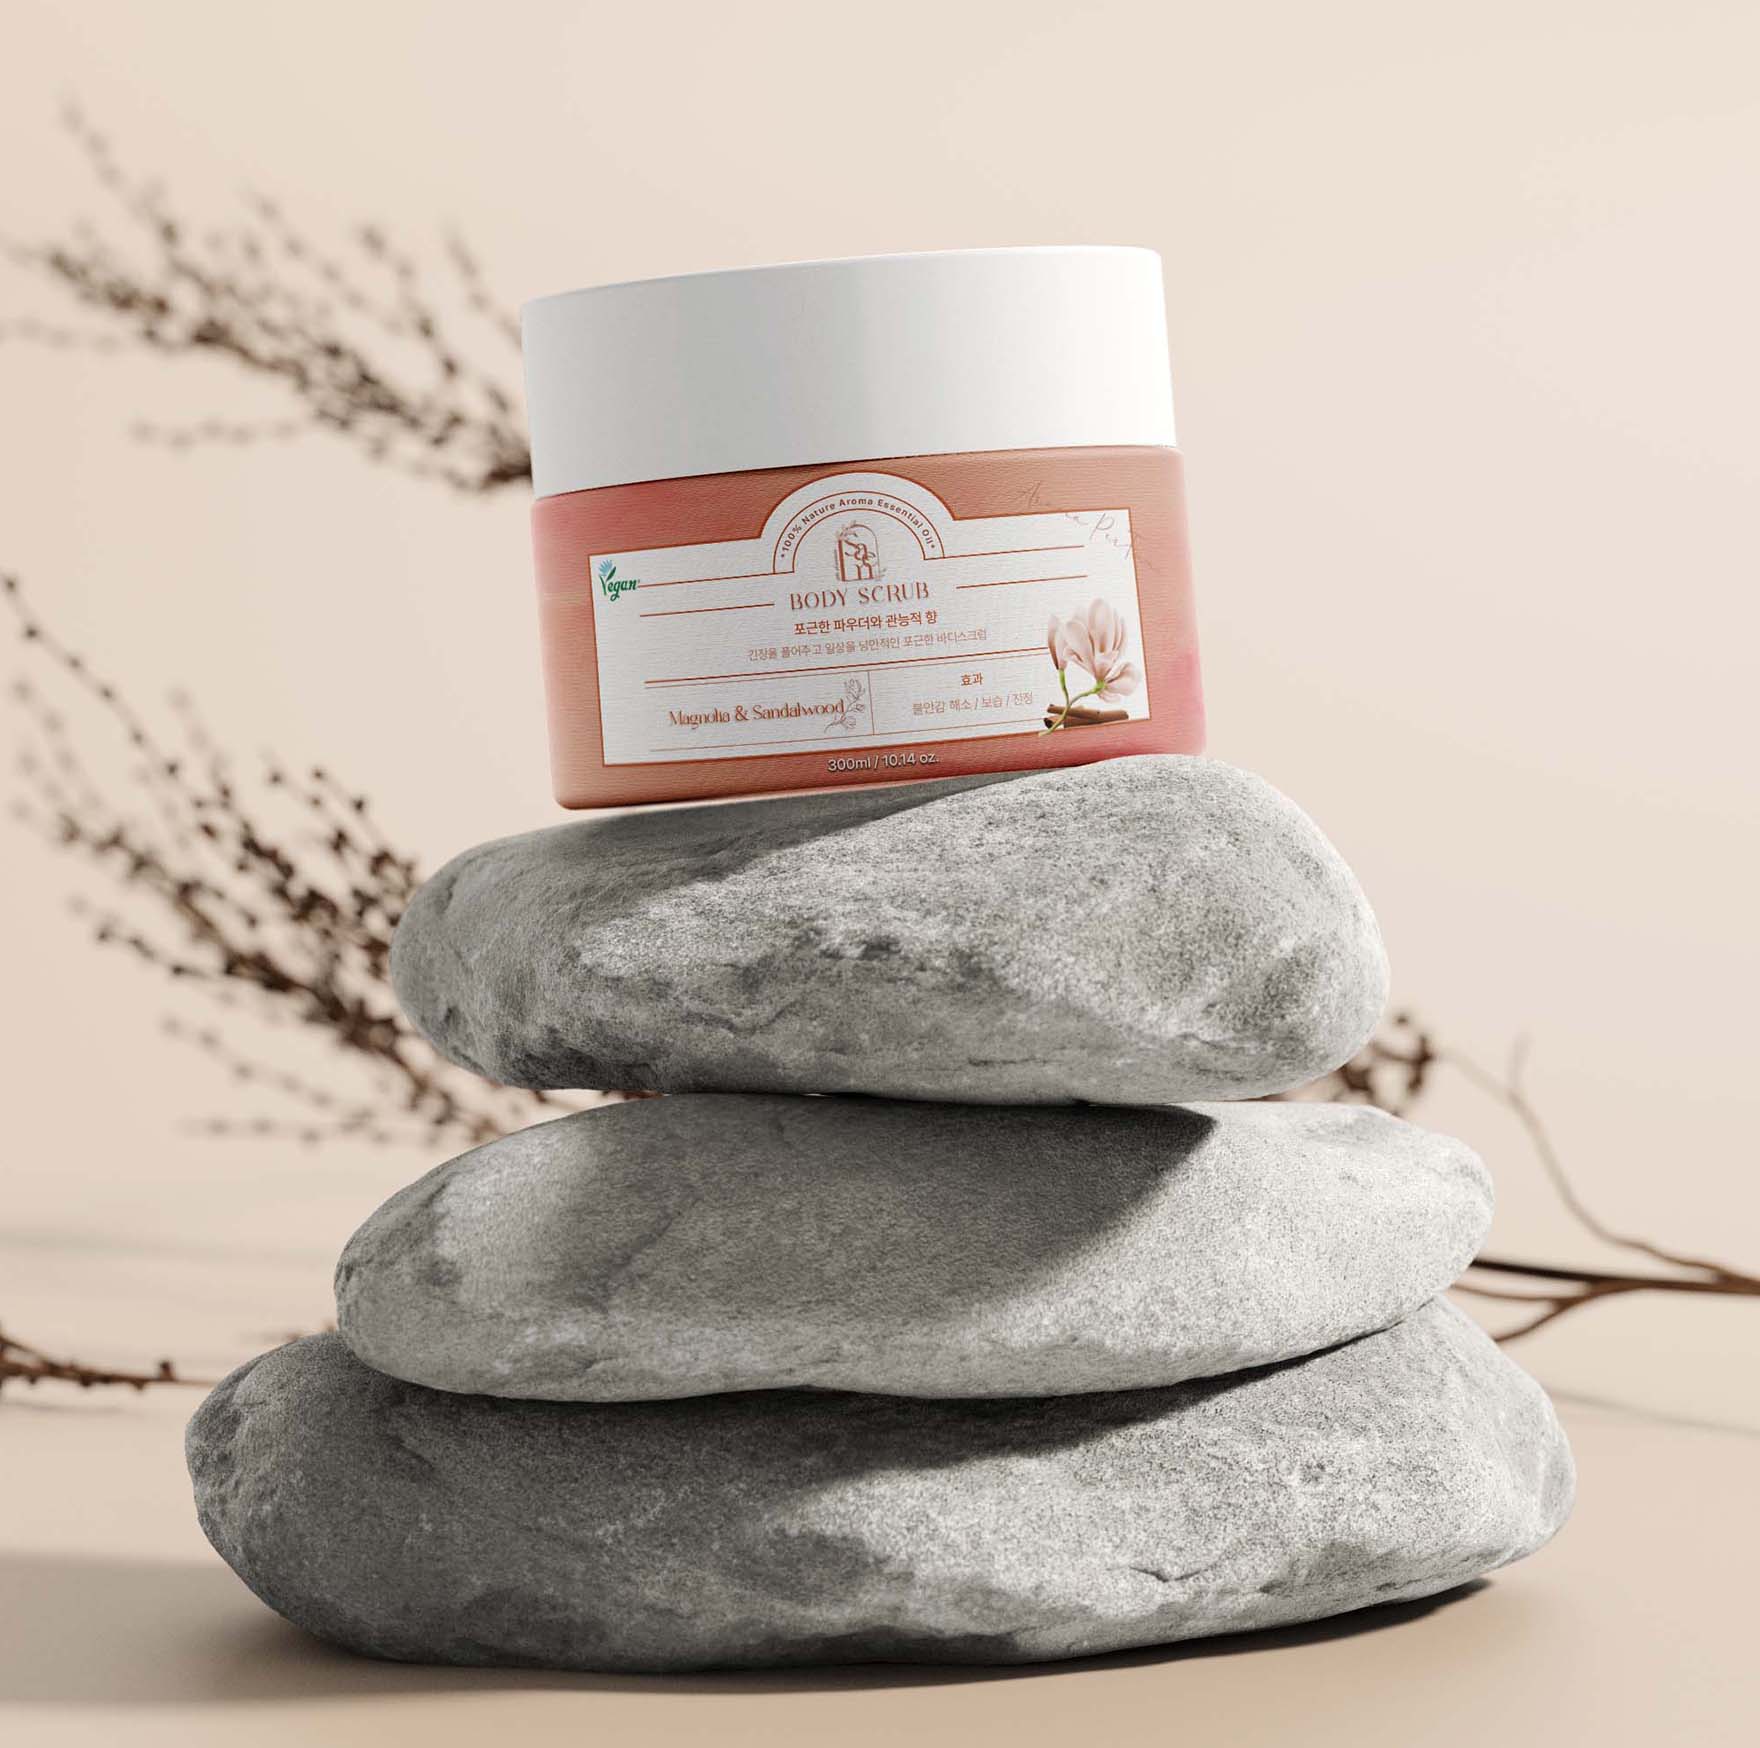 *100% Nature Aroma Essential Oil*
Vegan
BODY SCRUB
포근한 파우더와 관능적 향
긴장을 풀어주고 일상을 낭만적인 포근한 바디스크럽
Magnolia & Sandalwood
효과
불안감 해소 / 보습 / 진정
300ml / 10.14 oz.